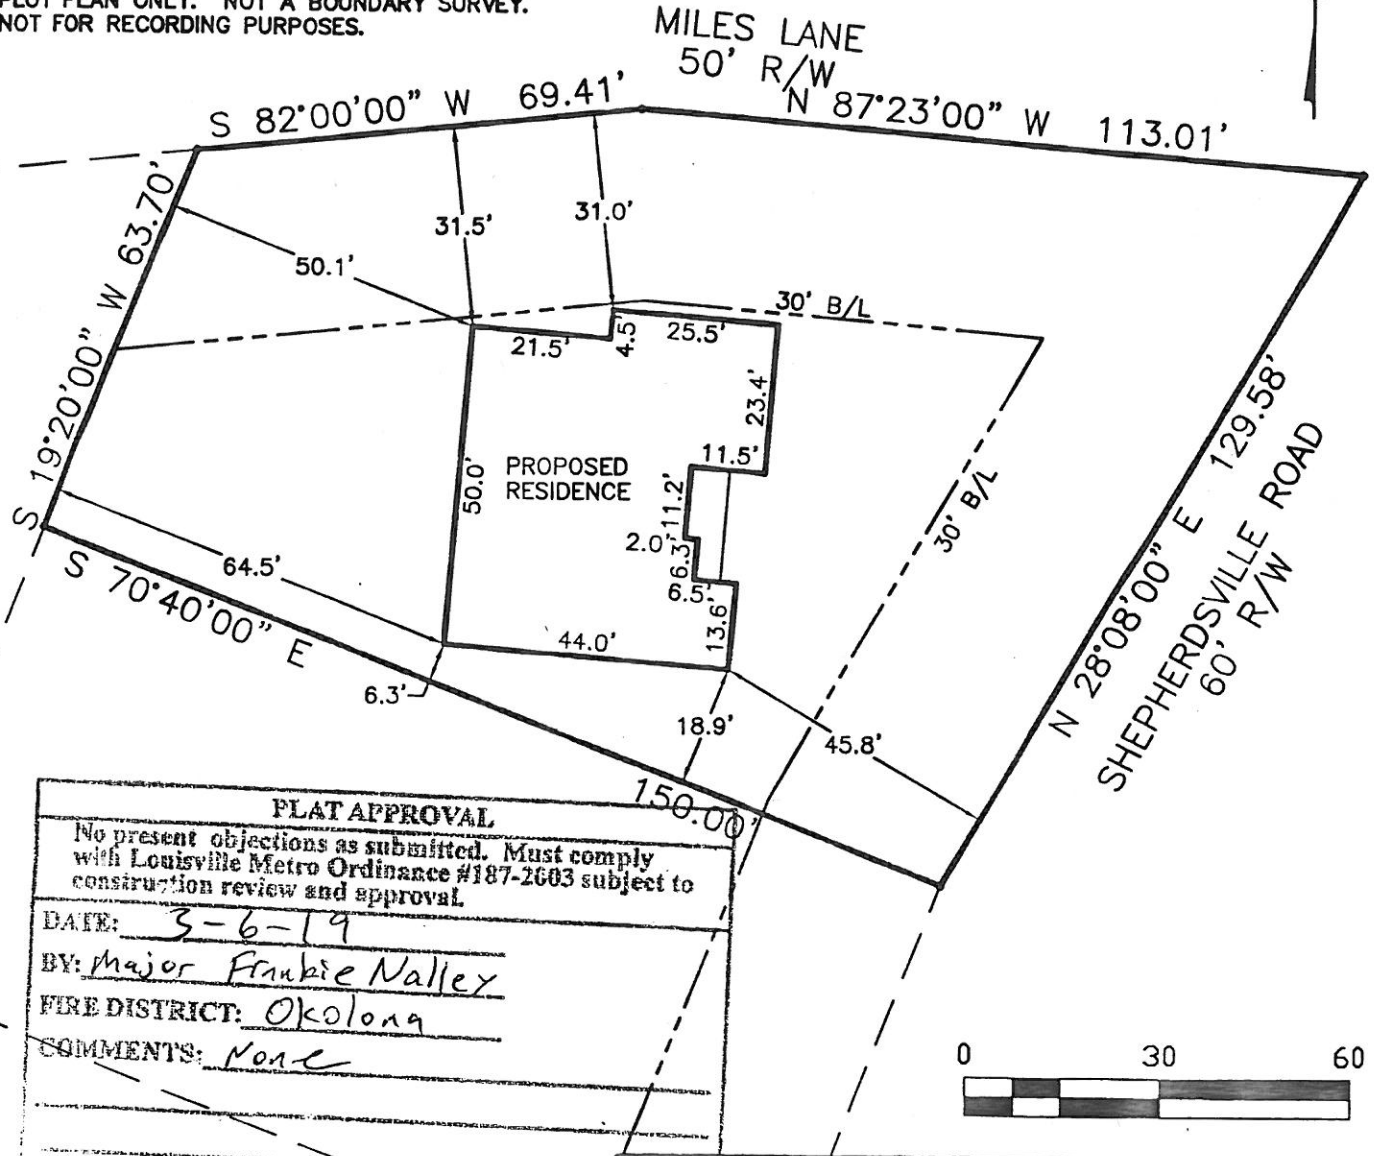 PLOT PLAN ONLY. NOT A BOUNDARY SURVEY.
NOT FOR RECORDING PURPOSES.
MILES LANE
50' R/W
S 82°00'00" W 69.41'
N 87°23'00" W 113.01'
S 19°20'00" W 63.70'
31.5'
31.0'
50.1'
30' B/L
21.5'
4.5'
25.5'
23.4'
11.5'
PROPOSED
RESIDENCE
50.0'
11.2'
2.0'
6.3'
6.5'
13.6'
44.0'
64.5'
S
S 70°40'00" E
150.00'
6.3'
18.9'
45.8'
30' B/L
N 28°08'00" E 129.58'
SHEPHERDSVILLE ROAD
60' R/W
PLAT APPROVAL
No present objections as submitted. Must comply
with Louisville Metro Ordinance #187-2003 subject to
construction review and approval.
DATE: 3-6-19
BY: Major Frankie Nalley
FIRE DISTRICT: Okolona
COMMENTS: None
0 30 60